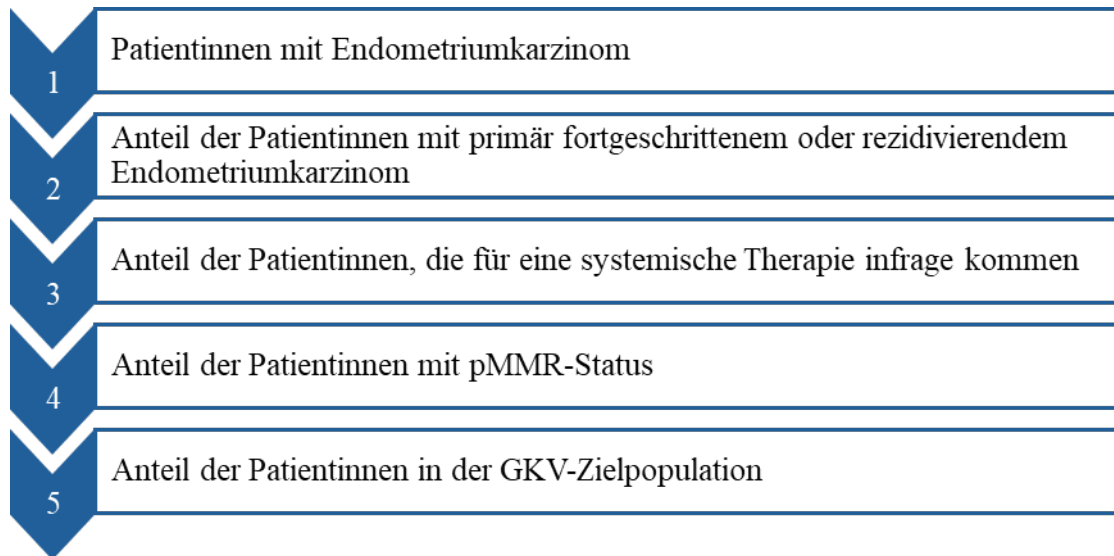 1
Patientinnen mit Endometriumkarzinom
2
Anteil der Patientinnen mit primär fortgeschrittenem oder rezidivierendem
Endometriumkarzinom
3
Anteil der Patientinnen, die für eine systemische Therapie infrage kommen
4
Anteil der Patientinnen mit pMMR-Status
5
Anteil der Patientinnen in der GKV-Zielpopulation